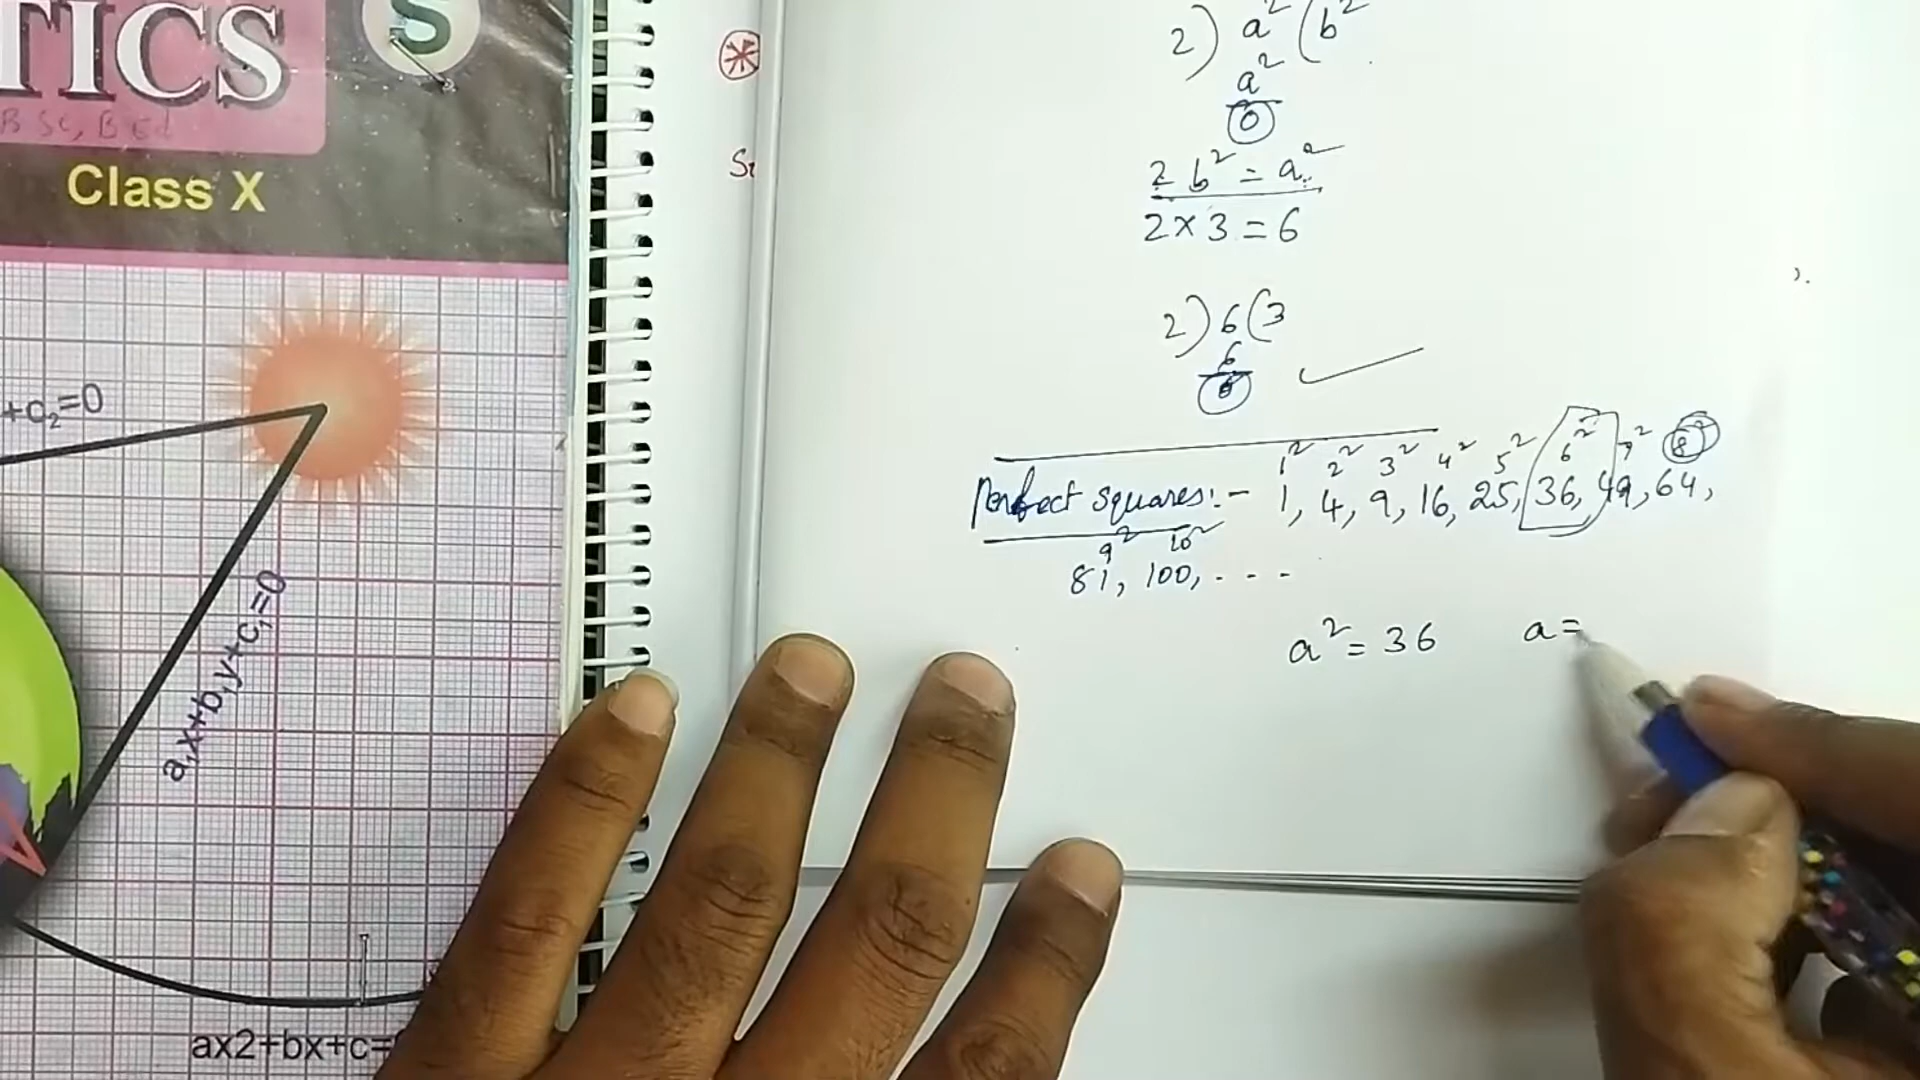 TICS
S
B Sc, B Ed
Class X
+c₂=0
a₁x+b₁y+c₁=0
ax2+bx+c=
2) a² (b²
a²
0
2 b² = a²
2 × 3 = 6
2) 6 (3
6
0
1² 2² 3² 4² 5² 6² 7² 8²
Perfect squares:- 1, 4, 9, 16, 25, 36, 49, 64,
9² 10²
81, 100, - - -
a² = 36 a =